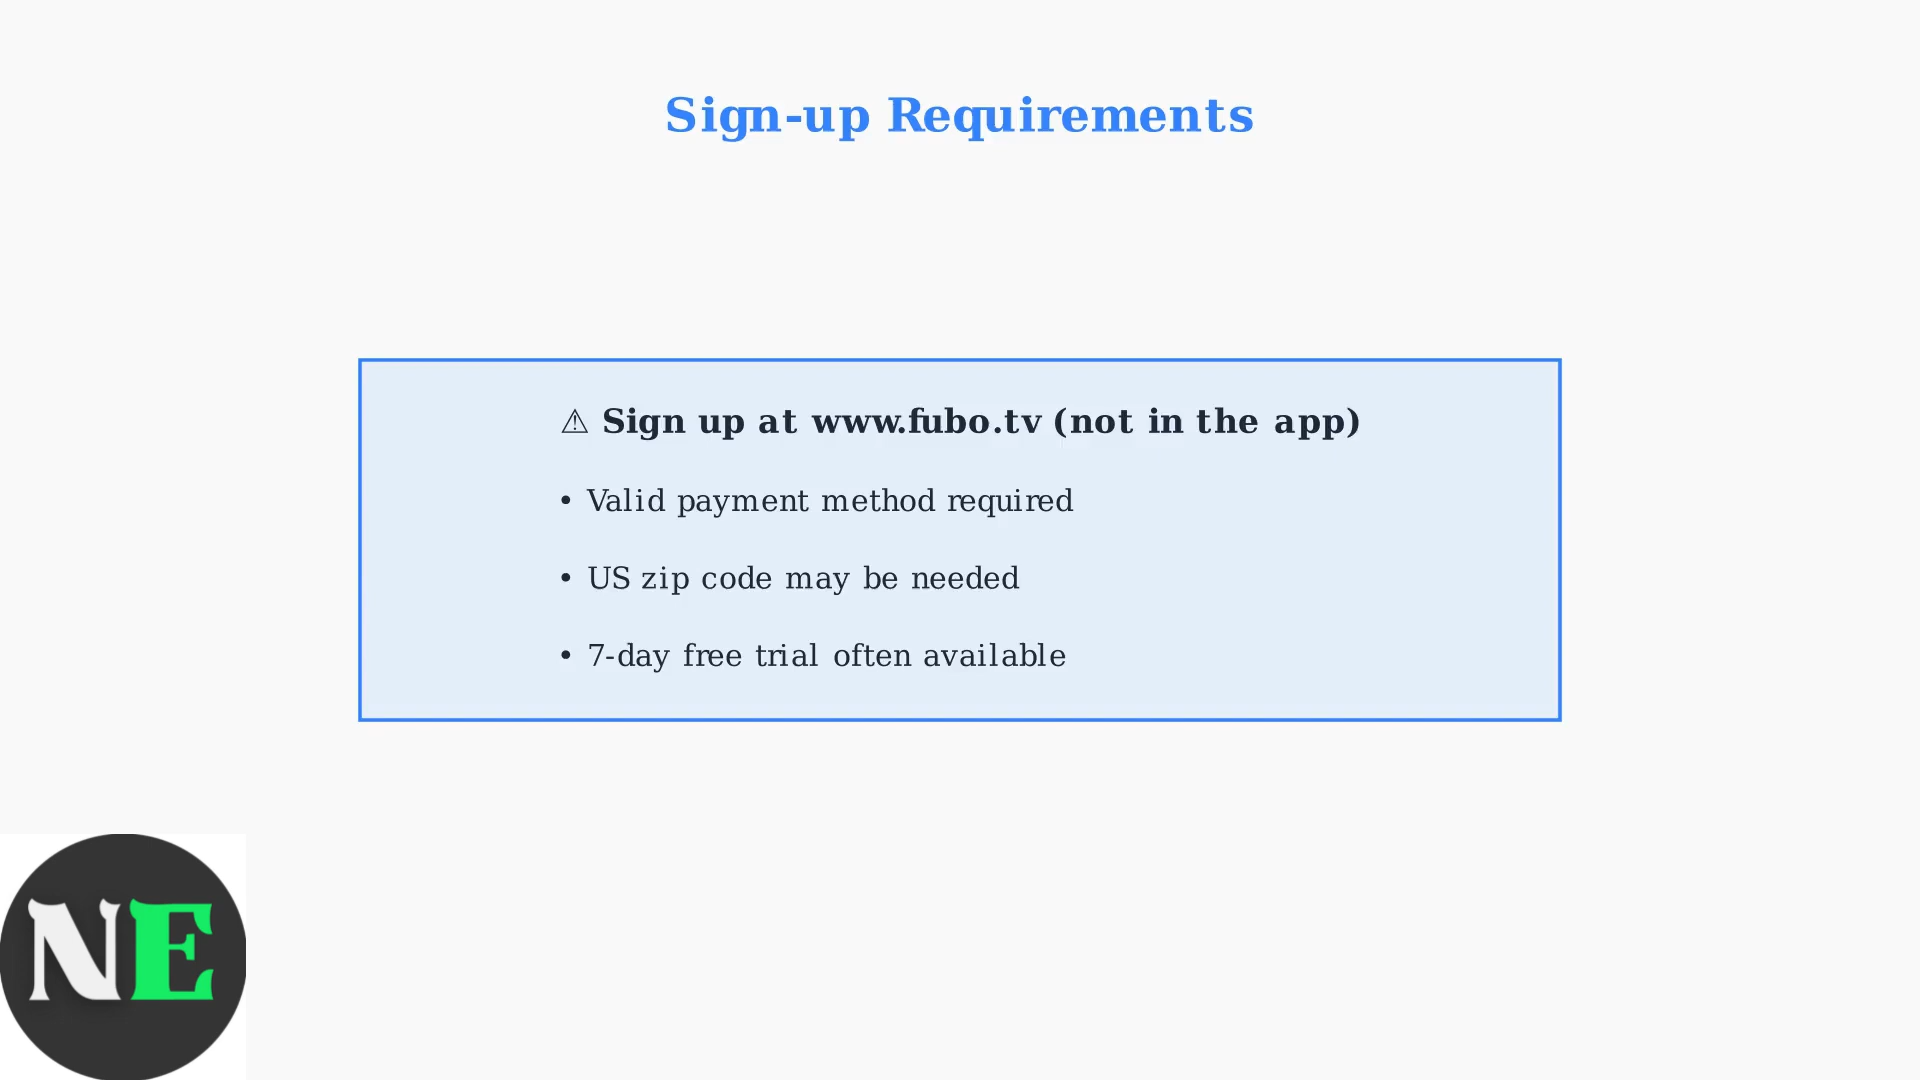 Sign-up Requirements
⚠ Sign up at www.fubo.tv (not in the app)
• Valid payment method required
• US zip code may be needed
• 7-day free trial often available
NE